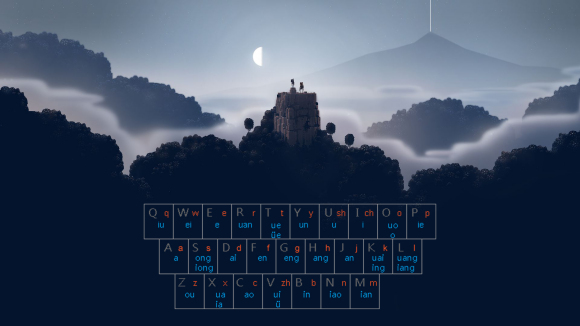 Q q W w E e R r T t Y y U sh I ch O o P p
iu ei e uan ue un u i uo ie
üe o
A a S s D d F f G g H h J j K k L l
a ong ai en eng ang an uai uang
iong ing iang
Z z X x C c V zh B b N n M m
ou ua ao ui in iao ian
ia ü